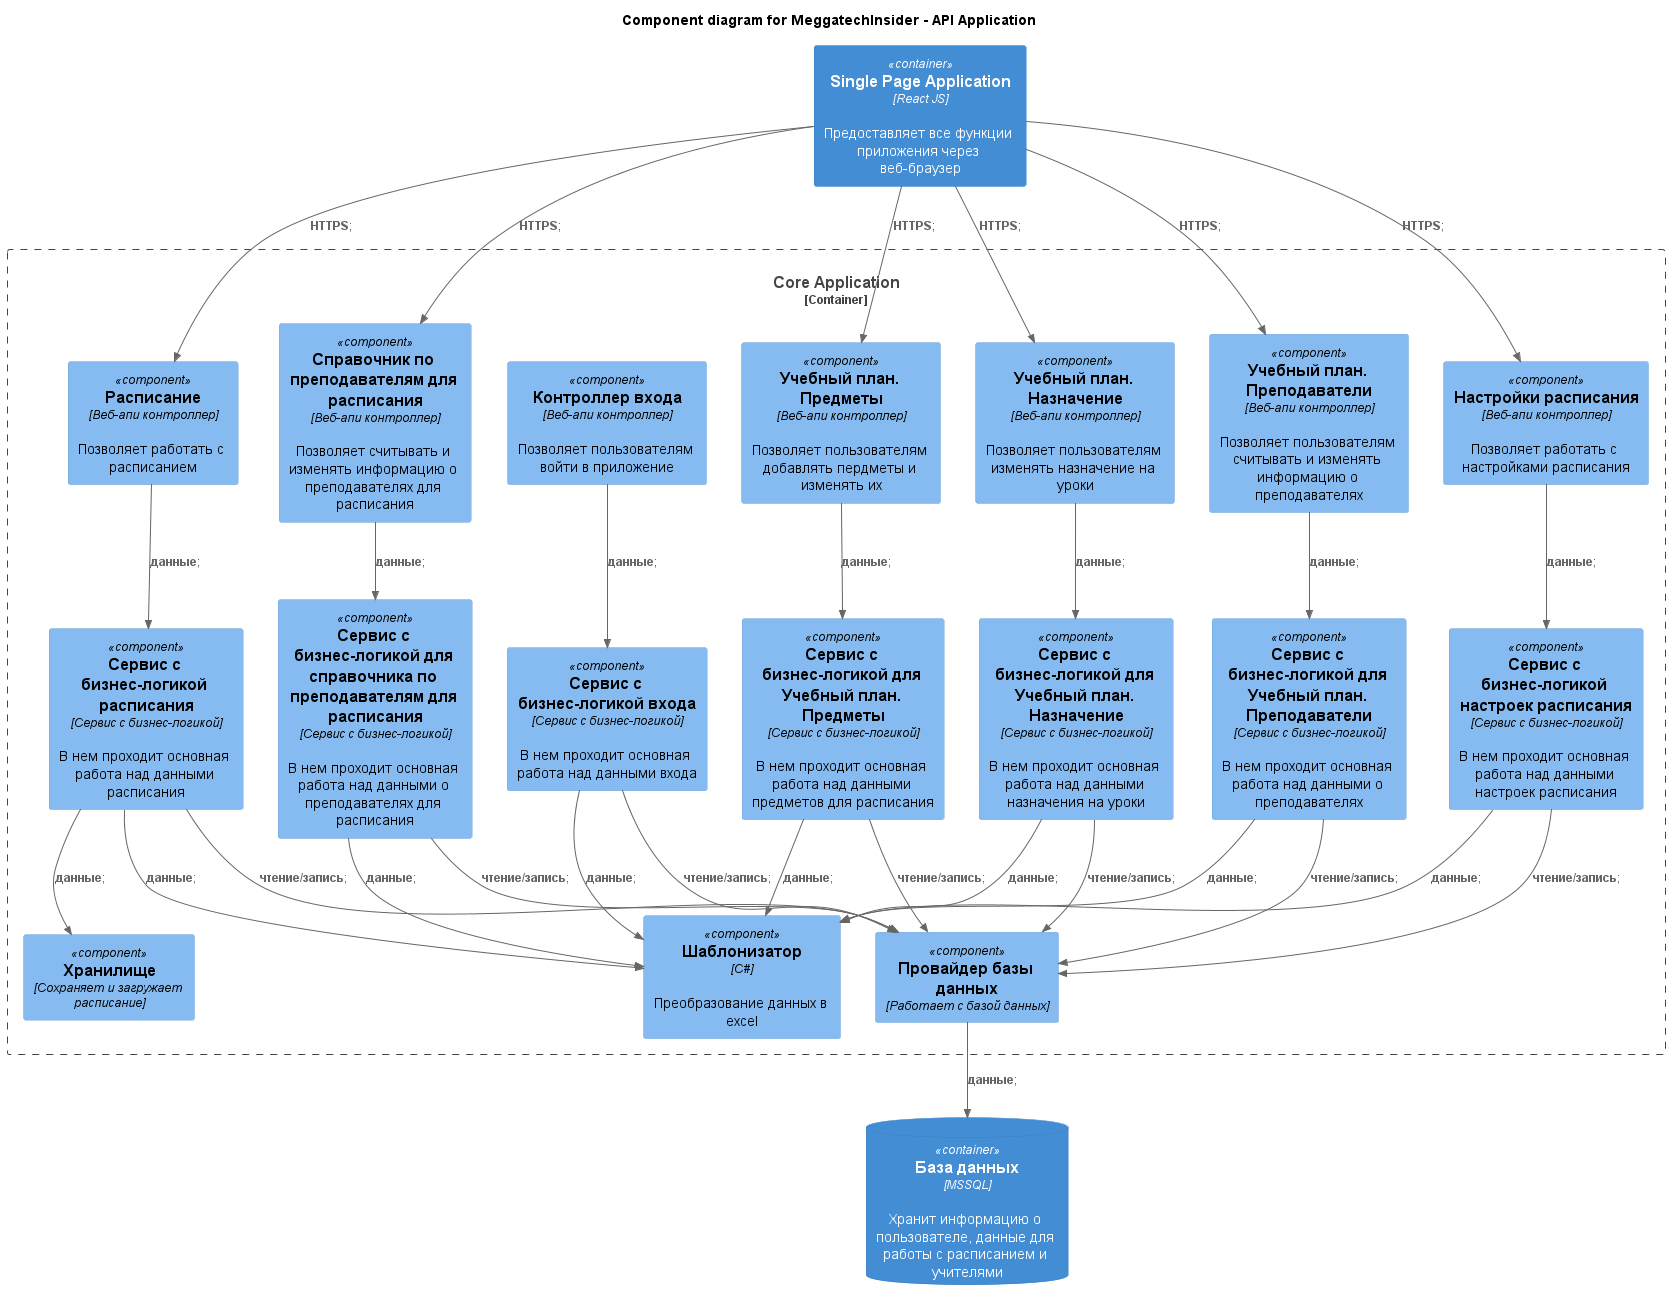 Component diagram for MeggatechInsider - API Application
«container»
Single Page Application
[React JS]
Предоставляет все функции
приложения через
веб-браузер
HTTPS;
HTTPS;
HTTPS;
HTTPS;
HTTPS;
HTTPS;
Core Application
[Container]
«component»
Расписание
[Веб-апи контроллер]
Позволяет работать с
расписанием
«component»
Справочник по
преподавателям для
расписания
[Веб-апи контроллер]
Позволяет считывать и
изменять информацию о
преподавателях для
расписания
«component»
Контроллер входа
[Веб-апи контроллер]
Позволяет пользователям
войти в приложение
«component»
Учебный план.
Предметы
[Веб-апи контроллер]
Позволяет пользователям
добавлять пердметы и
изменять их
«component»
Учебный план.
Назначение
[Веб-апи контроллер]
Позволяет пользователям
изменять назначение на
уроки
«component»
Учебный план.
Преподаватели
[Веб-апи контроллер]
Позволяет пользователям
считывать и изменять
информацию о
преподавателях
«component»
Настройки расписания
[Веб-апи контроллер]
Позволяет работать с
настройками расписания
данные;
данные;
данные;
данные;
данные;
данные;
данные;
«component»
Сервис с
бизнес-логикой
расписания
[Сервис с бизнес-логикой]
В нем проходит основная
работа над данными
расписания
«component»
Сервис с
бизнес-логикой для
справочника по
преподавателям для
расписания
[Сервис с бизнес-логикой]
В нем проходит основная
работа над данными о
преподавателях для
расписания
«component»
Сервис с
бизнес-логикой входа
[Сервис с бизнес-логикой]
В нем проходит основная
работа над данными входа
«component»
Сервис с
бизнес-логикой для
Учебный план.
Предметы
[Сервис с бизнес-логикой]
В нем проходит основная
работа над данными
предметов для расписания
«component»
Сервис с
бизнес-логикой для
Учебный план.
Назначение
[Сервис с бизнес-логикой]
В нем проходит основная
работа над данными
назначения на уроки
«component»
Сервис с
бизнес-логикой для
Учебный план.
Преподаватели
[Сервис с бизнес-логикой]
В нем проходит основная
работа над данными о
преподавателях
«component»
Сервис с
бизнес-логикой
настроек расписания
[Сервис с бизнес-логикой]
В нем проходит основная
работа над данными
настроек расписания
данные;
данные;
чтение/запись;
данные;
чтение/запись;
данные;
чтение/запись;
данные;
чтение/запись;
данные;
чтение/запись;
данные;
чтение/запись;
данные;
чтение/запись;
«component»
Хранилище
[Сохраняет и загружает
расписание]
«component»
Шаблонизатор
[C#]
Преобразование данных в
excel
«component»
Провайдер базы
данных
[Работает с базой данных]
данные;
«container»
База данных
[MSSQL]
Хранит информацию о
пользователе, данные для
работы с расписанием и
учителями